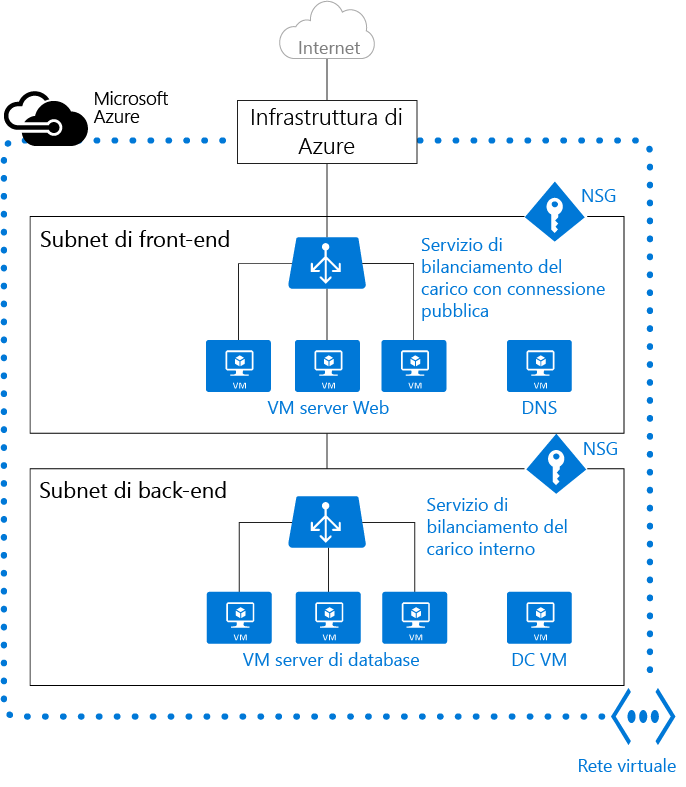 Internet
Microsoft
Azure
Infrastruttura di
Azure
NSG
Subnet di front-end
Servizio di
bilanciamento del
carico con connessione
pubblica
VM
VM
VM
VM
VM server Web
DNS
NSG
Subnet di back-end
Servizio di
bilanciamento del
carico interno
VM
VM
VM
VM
VM server di database
DC VM
Rete virtuale